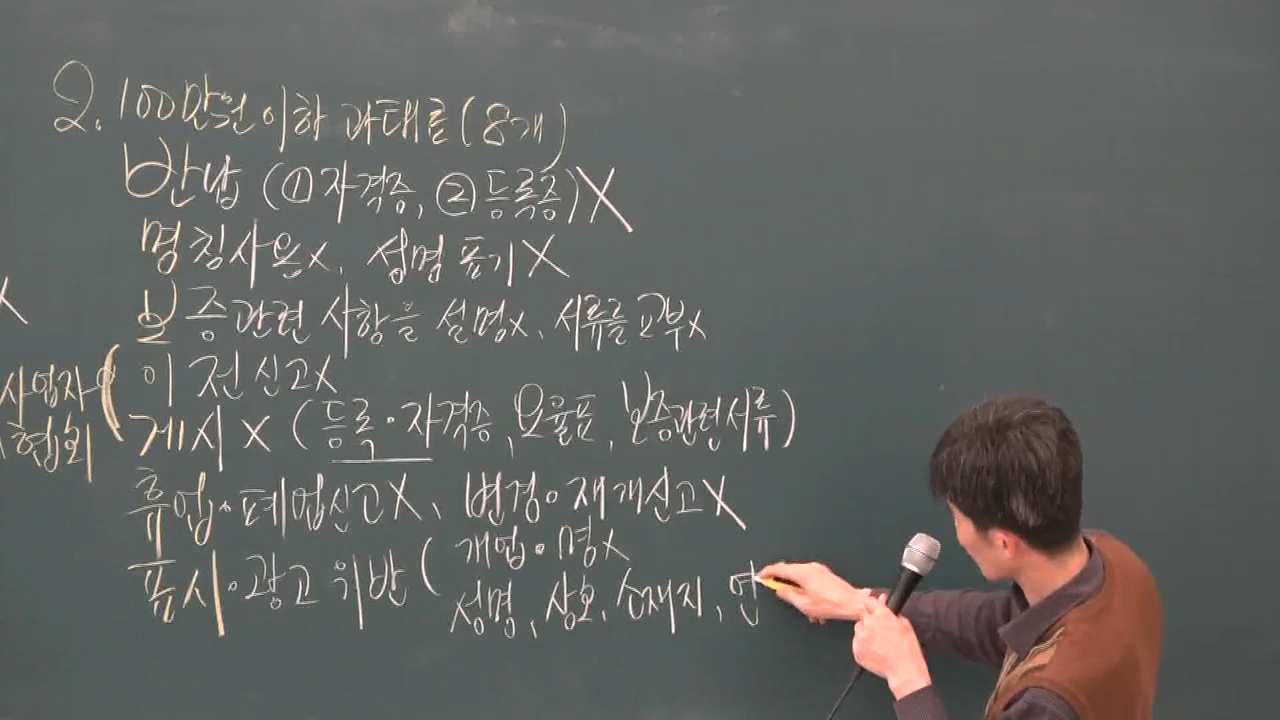 2. 100만원이하 과태료(8개)
반납 (①자격증, ②등록증)X
명칭사용x, 성명표기X
보증관련 사항을 설명x, 서류를 교부x
이전신고x
게시 X (등록·자격증, 요율표, 보증관련서류)
휴업·폐업신고X, 변경·재개신고X
표시·광고 위반 ( 개업·명x
성명, 상호, 소재지, 연
X
사업자
협회